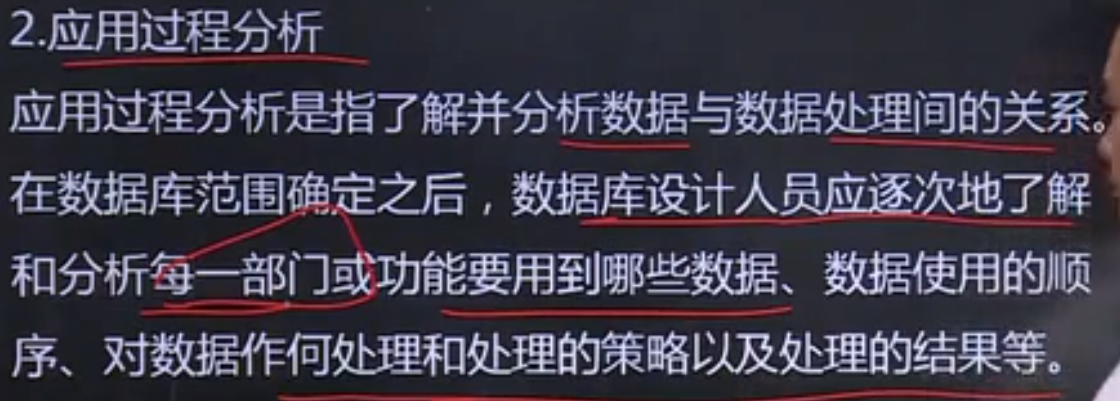 2.应用过程分析
应用过程分析是指了解并分析数据与数据处理间的关系。
在数据库范围确定之后，数据库设计人员应逐次地了解
和分析每一部门或功能要用到哪些数据、数据使用的顺
序、对数据作何处理和处理的策略以及处理的结果等。